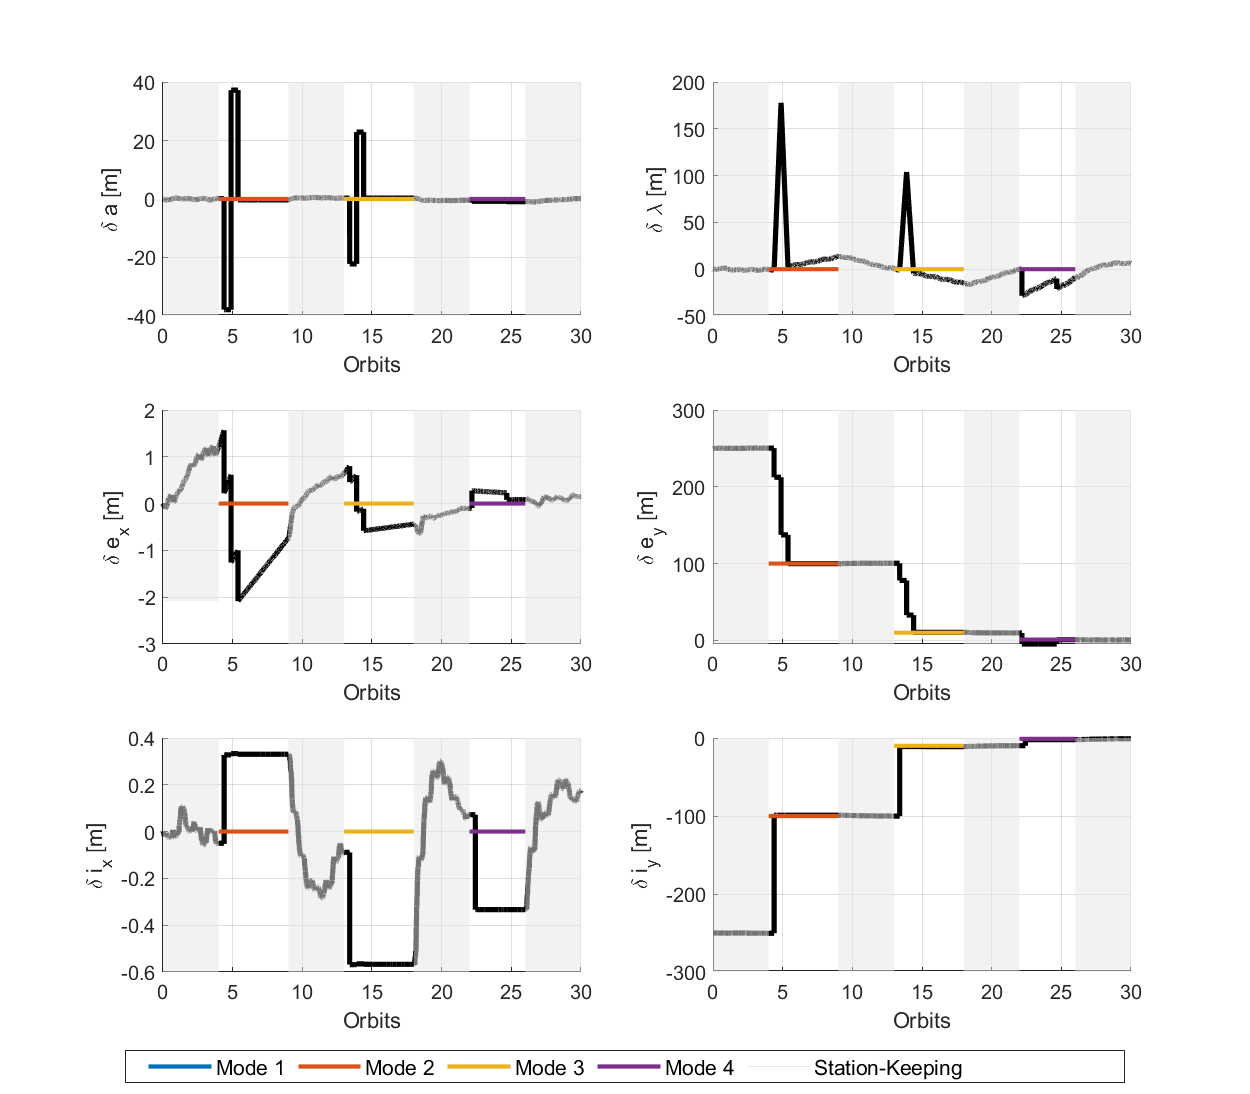 40
20
0
-20
-40
δ a [m]
0 5 10 15 20 25 30
Orbits
200
150
100
50
0
-50
δ λ [m]
0 5 10 15 20 25 30
Orbits
2
1
0
-1
-2
-3
δ e_x [m]
0 5 10 15 20 25 30
Orbits
300
200
100
0
δ e_y [m]
0 5 10 15 20 25 30
Orbits
0.4
0.2
0
-0.2
-0.4
-0.6
δ i_x [m]
0 5 10 15 20 25 30
Orbits
0
-100
-200
-300
δ i_y [m]
0 5 10 15 20 25 30
Orbits
Mode 1 Mode 2 Mode 3 Mode 4 Station-Keeping